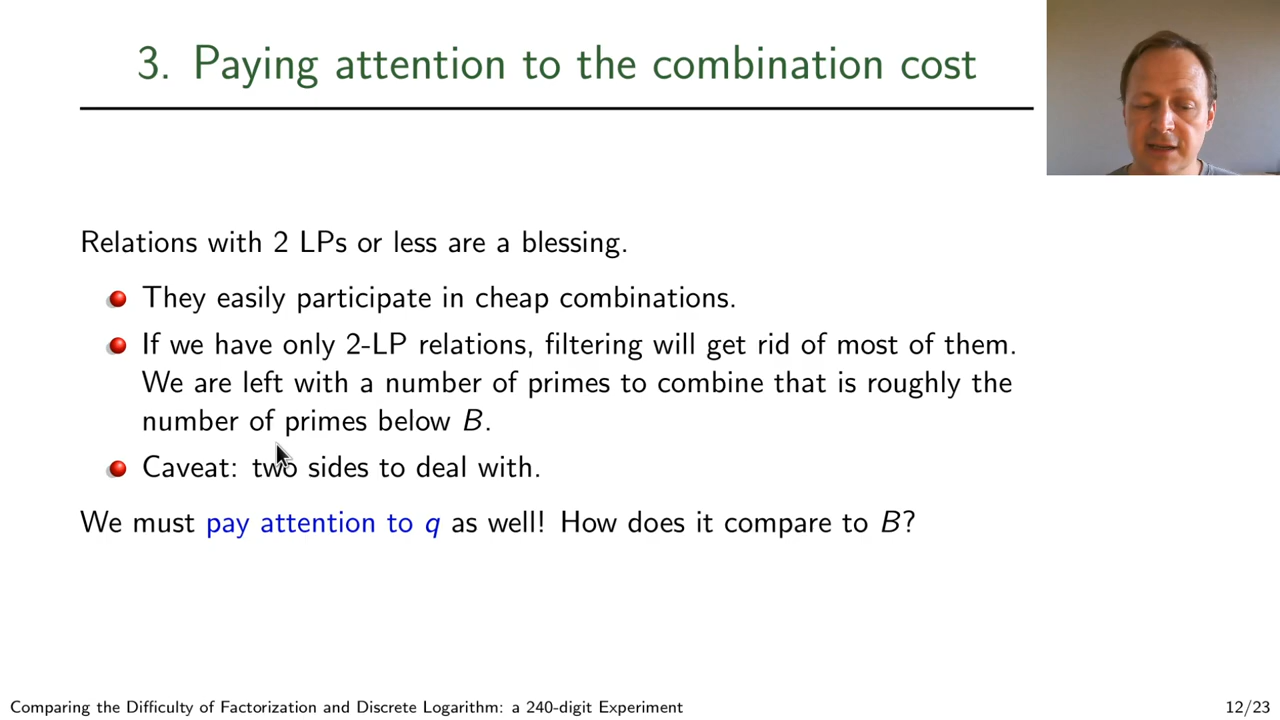 3. Paying attention to the combination cost
Relations with 2 LPs or less are a blessing.
They easily participate in cheap combinations.
If we have only 2-LP relations, filtering will get rid of most of them.
We are left with a number of primes to combine that is roughly the
number of primes below B.
Caveat: two sides to deal with.
We must pay attention to q as well! How does it compare to B?
Comparing the Difficulty of Factorization and Discrete Logarithm: a 240-digit Experiment
12/23